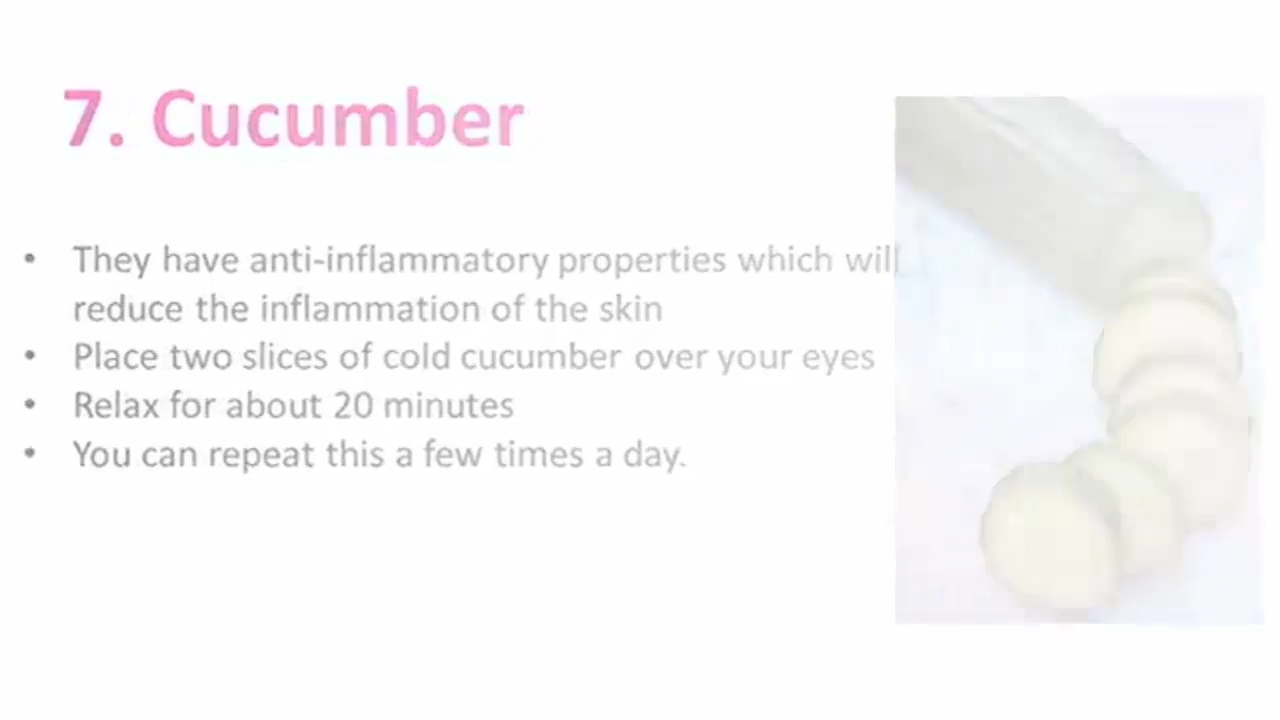 7. Cucumber
• They have anti-inflammatory properties which will
reduce the inflammation of the skin
• Place two slices of cold cucumber over your eyes
• Relax for about 20 minutes
• You can repeat this a few times a day.